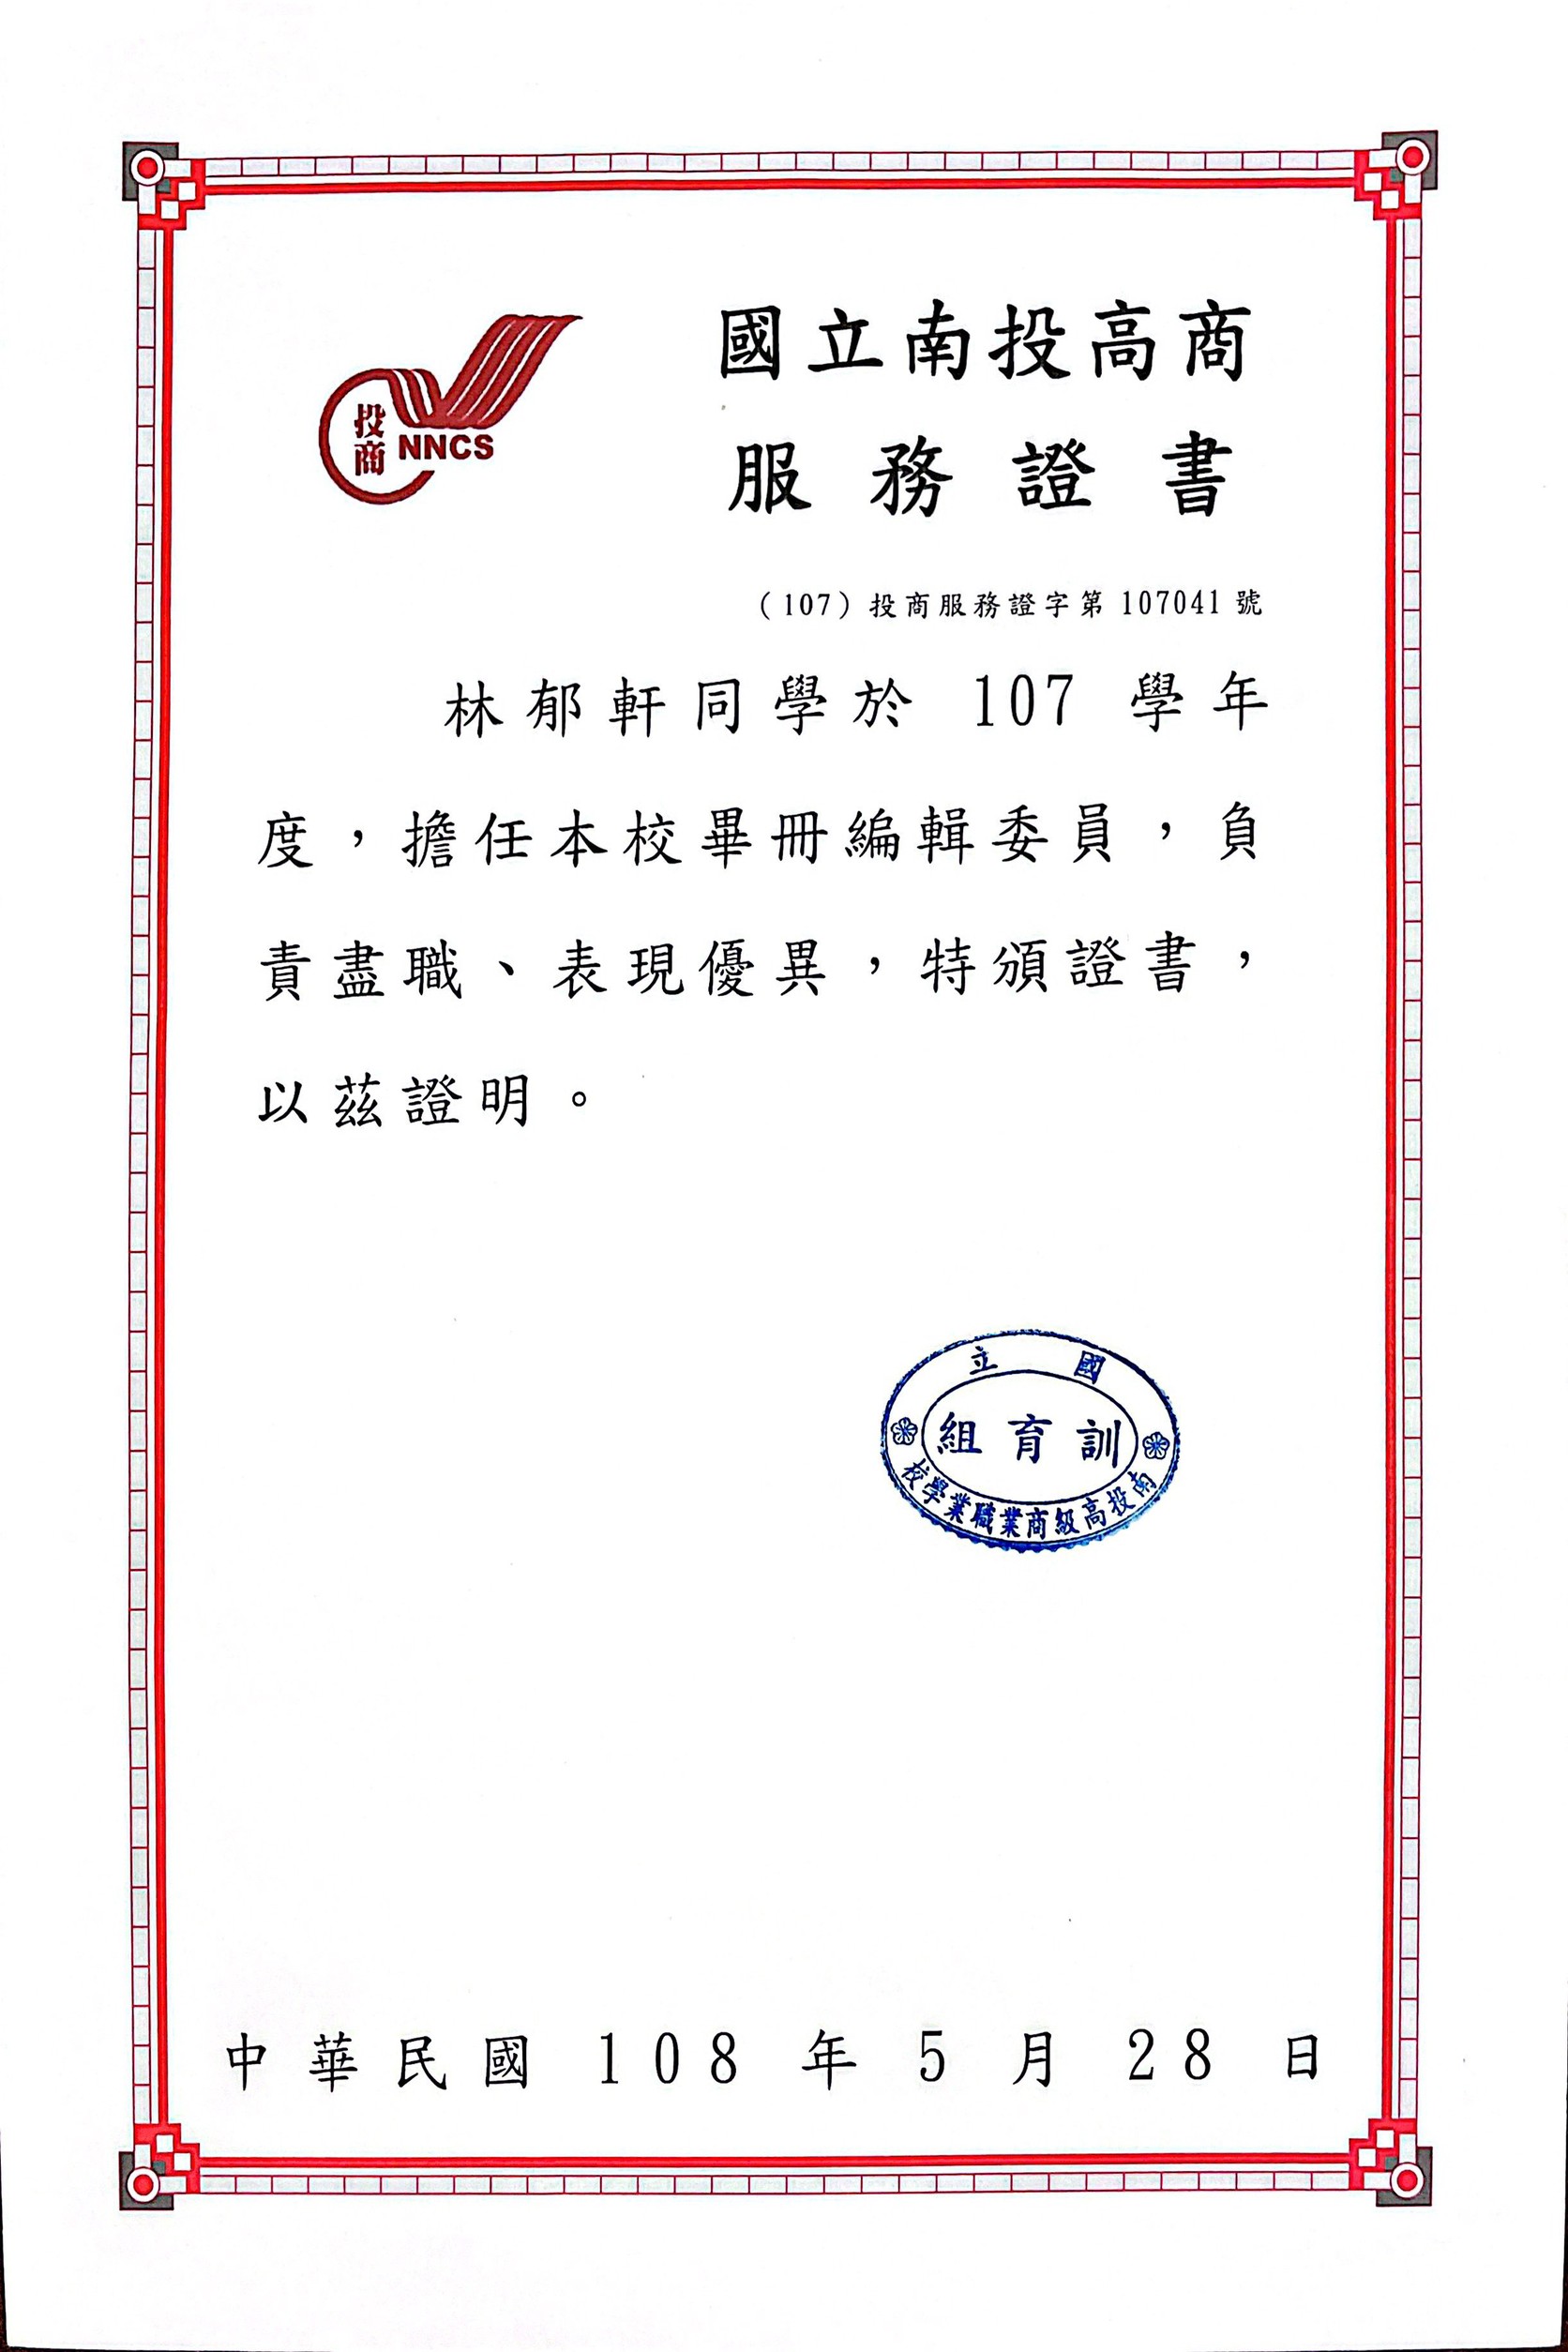 投商
NNCS
國立南投高商
服務證書
(107)投商服務證字第 107041 號
林郁軒同學於 107 學年
度，擔任本校畢冊編輯委員，負
責盡職、表現優異，特頒證書，
以茲證明。
國立
訓育組
南投高級商業職業學校
中華民國 108 年 5 月 28 日